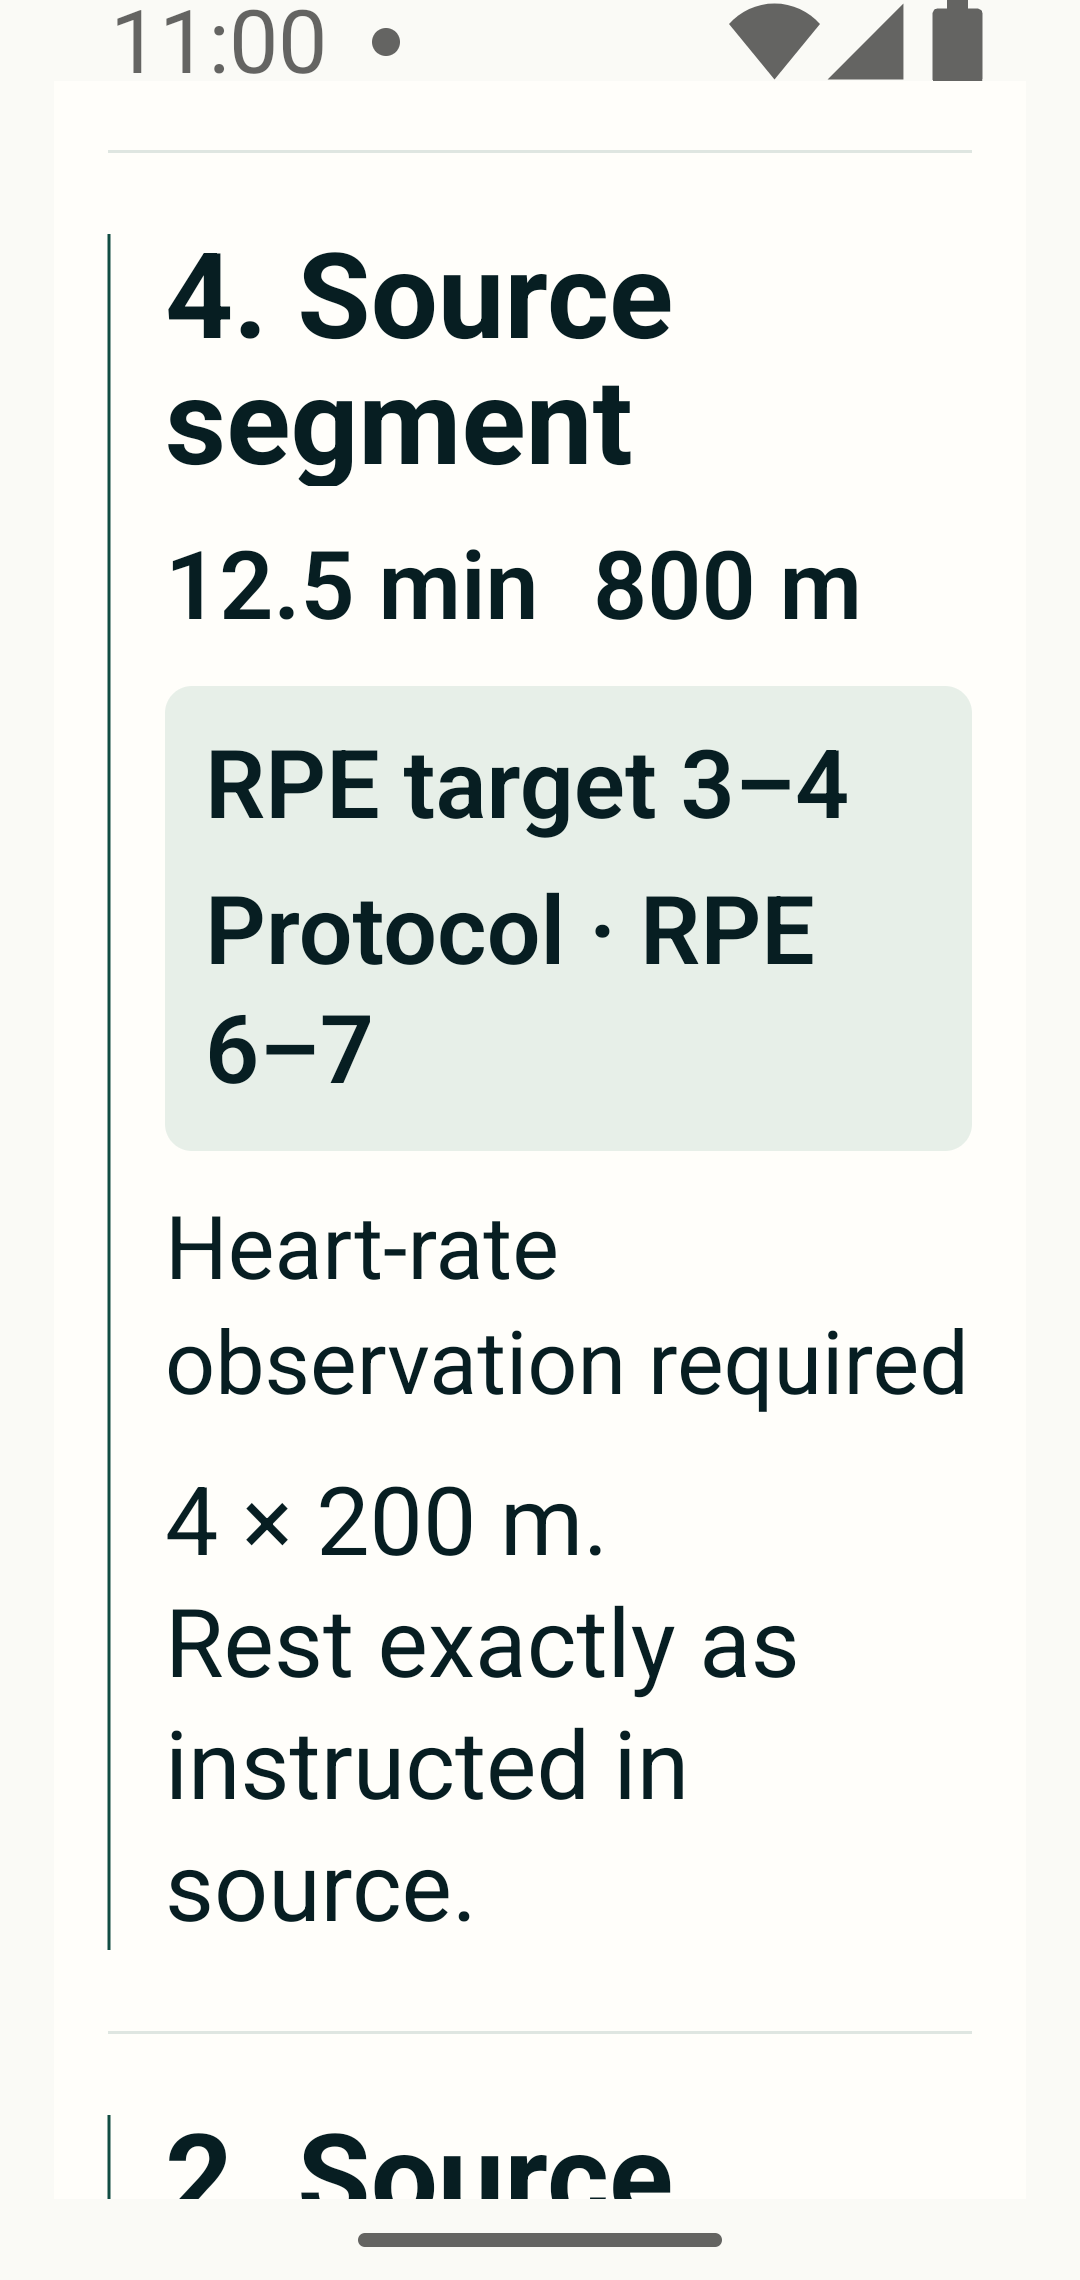 11:00
4. Source
segment
12.5 min 800 m
RPE target 3–4
Protocol · RPE
6–7
Heart-rate
observation required
4 × 200 m.
Rest exactly as
instructed in
source.
2. Source